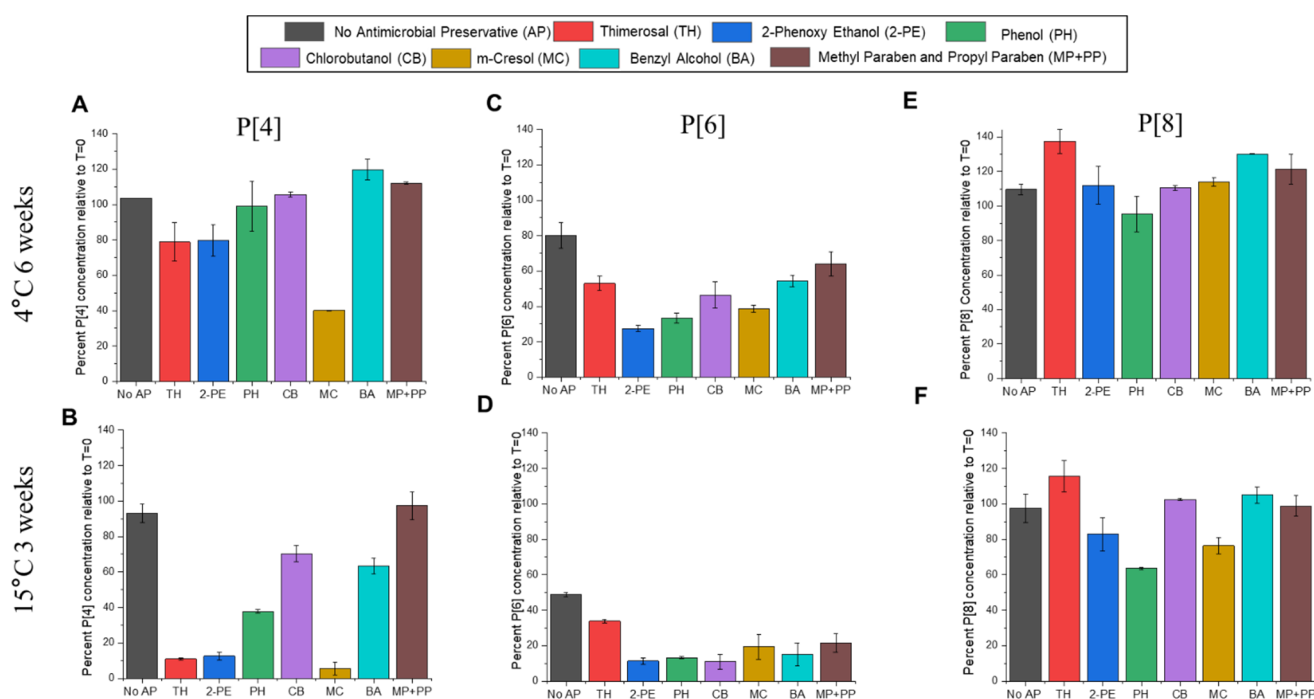 No Antimicrobial Preservative (AP) Thimerosal (TH) 2-Phenoxy Ethanol (2-PE) Phenol (PH)
Chlorobutanol (CB) m-Cresol (MC) Benzyl Alcohol (BA) Methyl Paraben and Propyl Paraben (MP+PP)
4°C 6 weeks
A
P[4]
Percent P[4] concentration relative to T=0
140
120
100
80
60
40
20
0
No AP TH 2-PE PH CB MC BA MP+PP
C
P[6]
Percent P[6] concentration relative to T=0
140
120
100
80
60
40
20
0
No AP TH 2-PE PH CB MC BA MP+PP
E
P[8]
Percent P[8] Concentration relative to T=0
140
120
100
80
60
40
20
0
No AP TH 2-PE PH CB MC BA MP+PP
15°C 3 weeks
B
Percent P[4] concentration relative to T=0
140
120
100
80
60
40
20
0
No AP TH 2-PE PH CB MC BA MP+PP
D
Percent P[6] concentration relative to T=0
140
120
100
80
60
40
20
0
No AP TH 2-PE PH CB MC BA MP+PP
F
Percent P[8] concentration relative to T=0
140
120
100
80
60
40
20
0
No AP TH 2-PE PH CB MC BA MP+PP